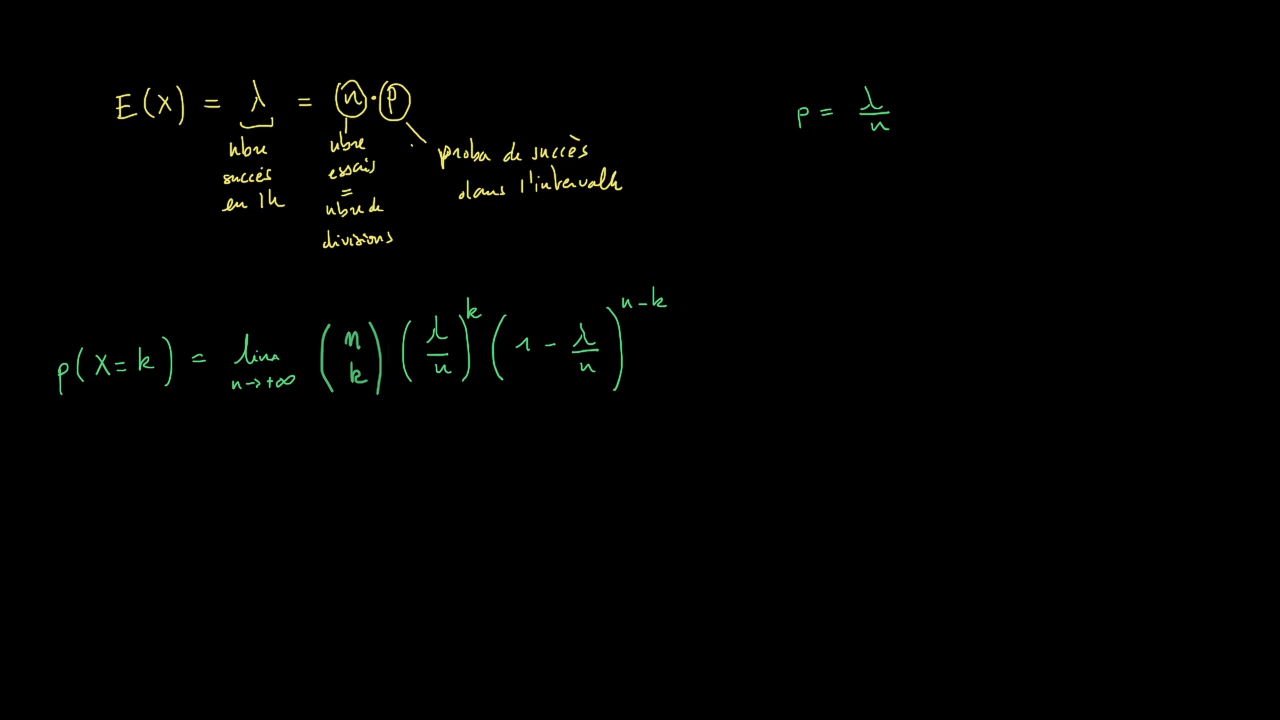 E(X) = λ = n · p
p = λ/n
nbre succès en 1h
nbre essais = nbre de divisions
proba de succès dans l'intervalle
p(X=k) = lim n→+∞ (n k) (λ/n)^k (1 - λ/n)^n-k